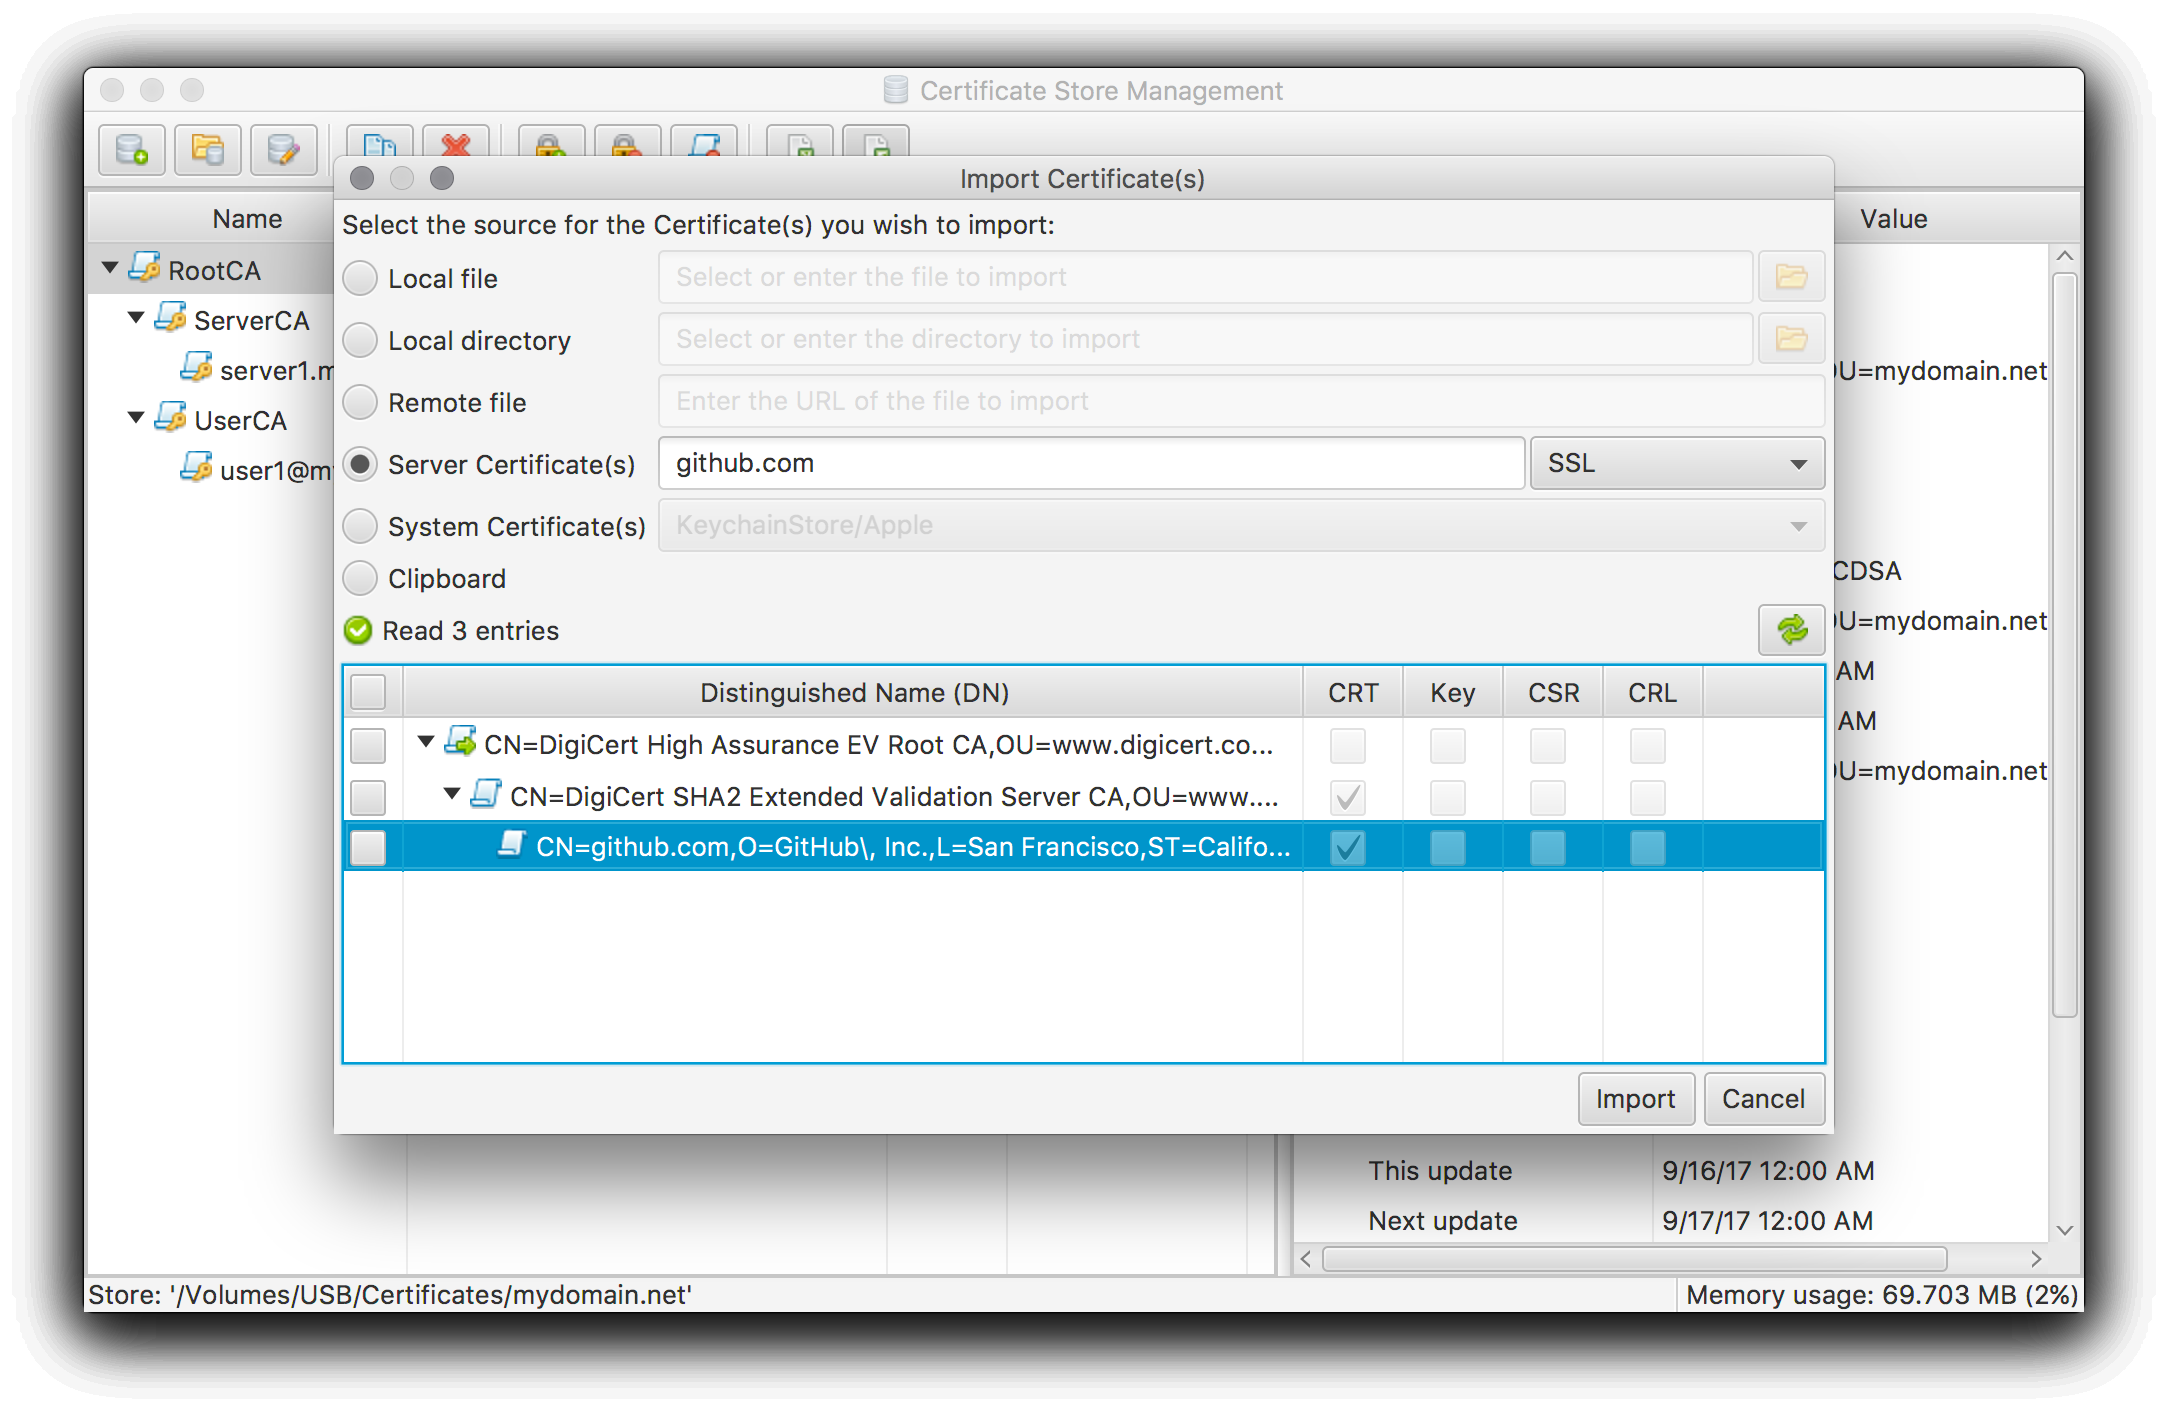 Certificate Store Management
Import Certificate(s)
Name
Value
Select the source for the Certificate(s) you wish to import:
RootCA
Local file
Select or enter the file to import
ServerCA
Local directory
Select or enter the directory to import
server1.m
OU=mydomain.net
Remote file
Enter the URL of the file to import
UserCA
Server Certificate(s)
github.com
SSL
user1@m
System Certificate(s)
KeychainStore/Apple
Clipboard
CDSA
Read 3 entries
OU=mydomain.net
AM
Distinguished Name (DN)
CRT
Key
CSR
CRL
AM
CN=DigiCert High Assurance EV Root CA,OU=www.digicert.co...
OU=mydomain.net
CN=DigiCert SHA2 Extended Validation Server CA,OU=www....
CN=github.com,O=GitHub\, Inc.,L=San Francisco,ST=Califo...
Import
Cancel
This update
9/16/17 12:00 AM
Next update
9/17/17 12:00 AM
Store: '/Volumes/USB/Certificates/mydomain.net'
Memory usage: 69.703 MB (2%)